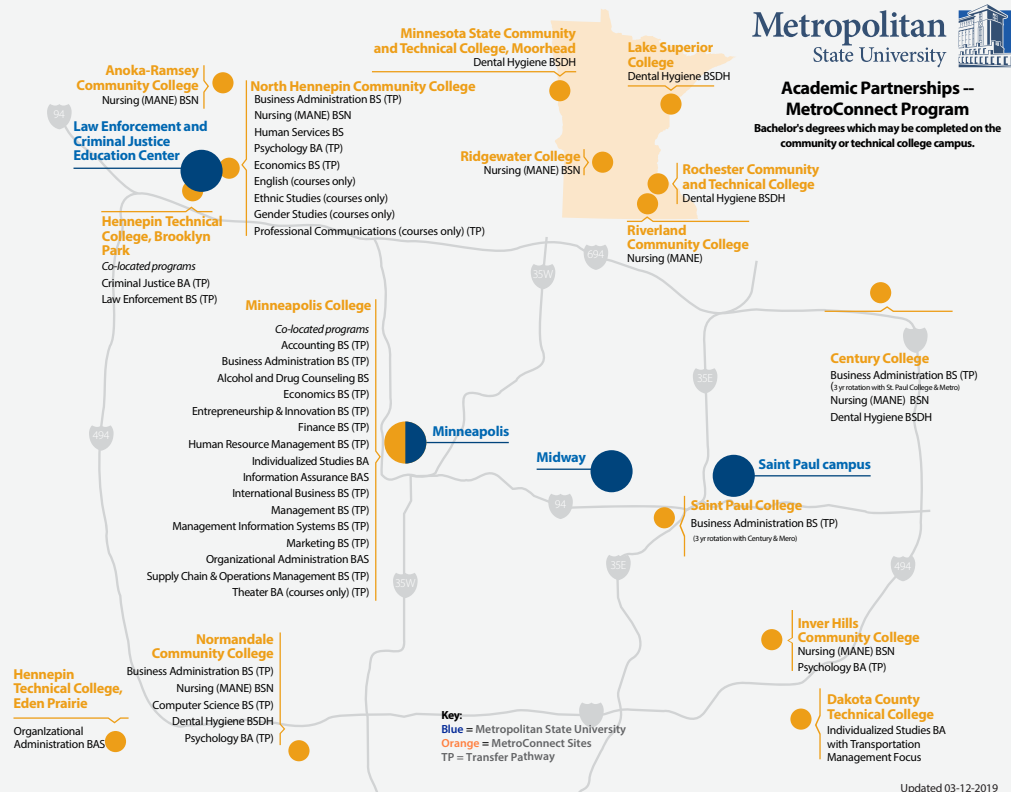 Metropolitan
State University
Academic Partnerships --
MetroConnect Program
Bachelor's degrees which may be completed on the
community or technical college campus.
Minnesota State Community
and Technical College, Moorhead
Dental Hygiene BSDH
Lake Superior
College
Dental Hygiene BSDH
Anoka-Ramsey
Community College
Nursing (MANE) BSN
North Hennepin Community College
Business Administration BS (TP)
Nursing (MANE) BSN
Human Services BS
Psychology BA (TP)
Economics BS (TP)
English (courses only)
Ethnic Studies (courses only)
Gender Studies (courses only)
Professional Communications (courses only) (TP)
94
Law Enforcement and
Criminal Justice
Education Center
Ridgewater College
Nursing (MANE) BSN
Rochester Community
and Technical College
Dental Hygiene BSDH
Riverland
Community College
Nursing (MANE)
Hennepin Technical
College, Brooklyn
Park
Co-located programs
Criminal Justice BA (TP)
Law Enforcement BS (TP)
694
35W
Minneapolis College
Co-located programs
Accounting BS (TP)
Business Administration BS (TP)
Alcohol and Drug Counseling BS
Economics BS (TP)
Entrepreneurship & Innovation BS (TP)
Finance BS (TP)
Human Resource Management BS (TP)
Individualized Studies BA
Information Assurance BAS
International Business BS (TP)
Management BS (TP)
Management Information Systems BS (TP)
Marketing BS (TP)
Organizational Administration BAS
Supply Chain & Operations Management BS (TP)
Theater BA (courses only) (TP)
Century College
Business Administration BS (TP)
(3 yr rotation with St. Paul College & Metro)
Nursing (MANE) BSN
Dental Hygiene BSDH
35E
494
Minneapolis
Midway
Saint Paul campus
94
Saint Paul College
Business Administration BS (TP)
(3 yr rotation with Century & Mero)
35W
35E
494
Inver Hills
Community College
Nursing (MANE) BSN
Psychology BA (TP)
Normandale
Community College
Business Administration BS (TP)
Nursing (MANE) BSN
Computer Science BS (TP)
Dental Hygiene BSDH
Psychology BA (TP)
Hennepin
Technical College,
Eden Prairie
Organlzational
Administration BAS
Dakota County
Technical College
Individualized Studies BA
with Transportation
Management Focus
Key:
Blue = Metropolitan State University
Orange = MetroConnect Sites
TP = Transfer Pathway
Updated 03-12-2019